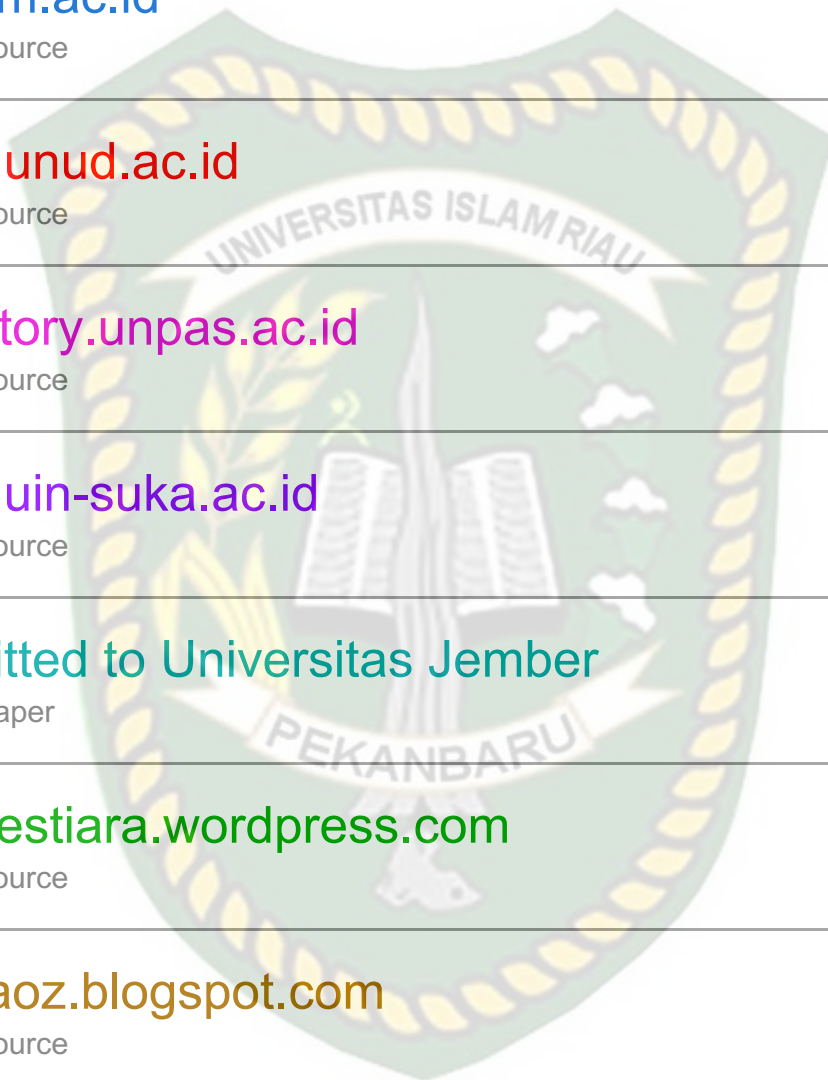 m.ac.id
ource
unud.ac.id
ource
UNIVERSITAS ISLAM RIAU
tory.unpas.ac.id
ource
uin-suka.ac.id
ource
itted to Universitas Jember
aper
PEKANBARU
estiara.wordpress.com
ource
aoz.blogspot.com
ource